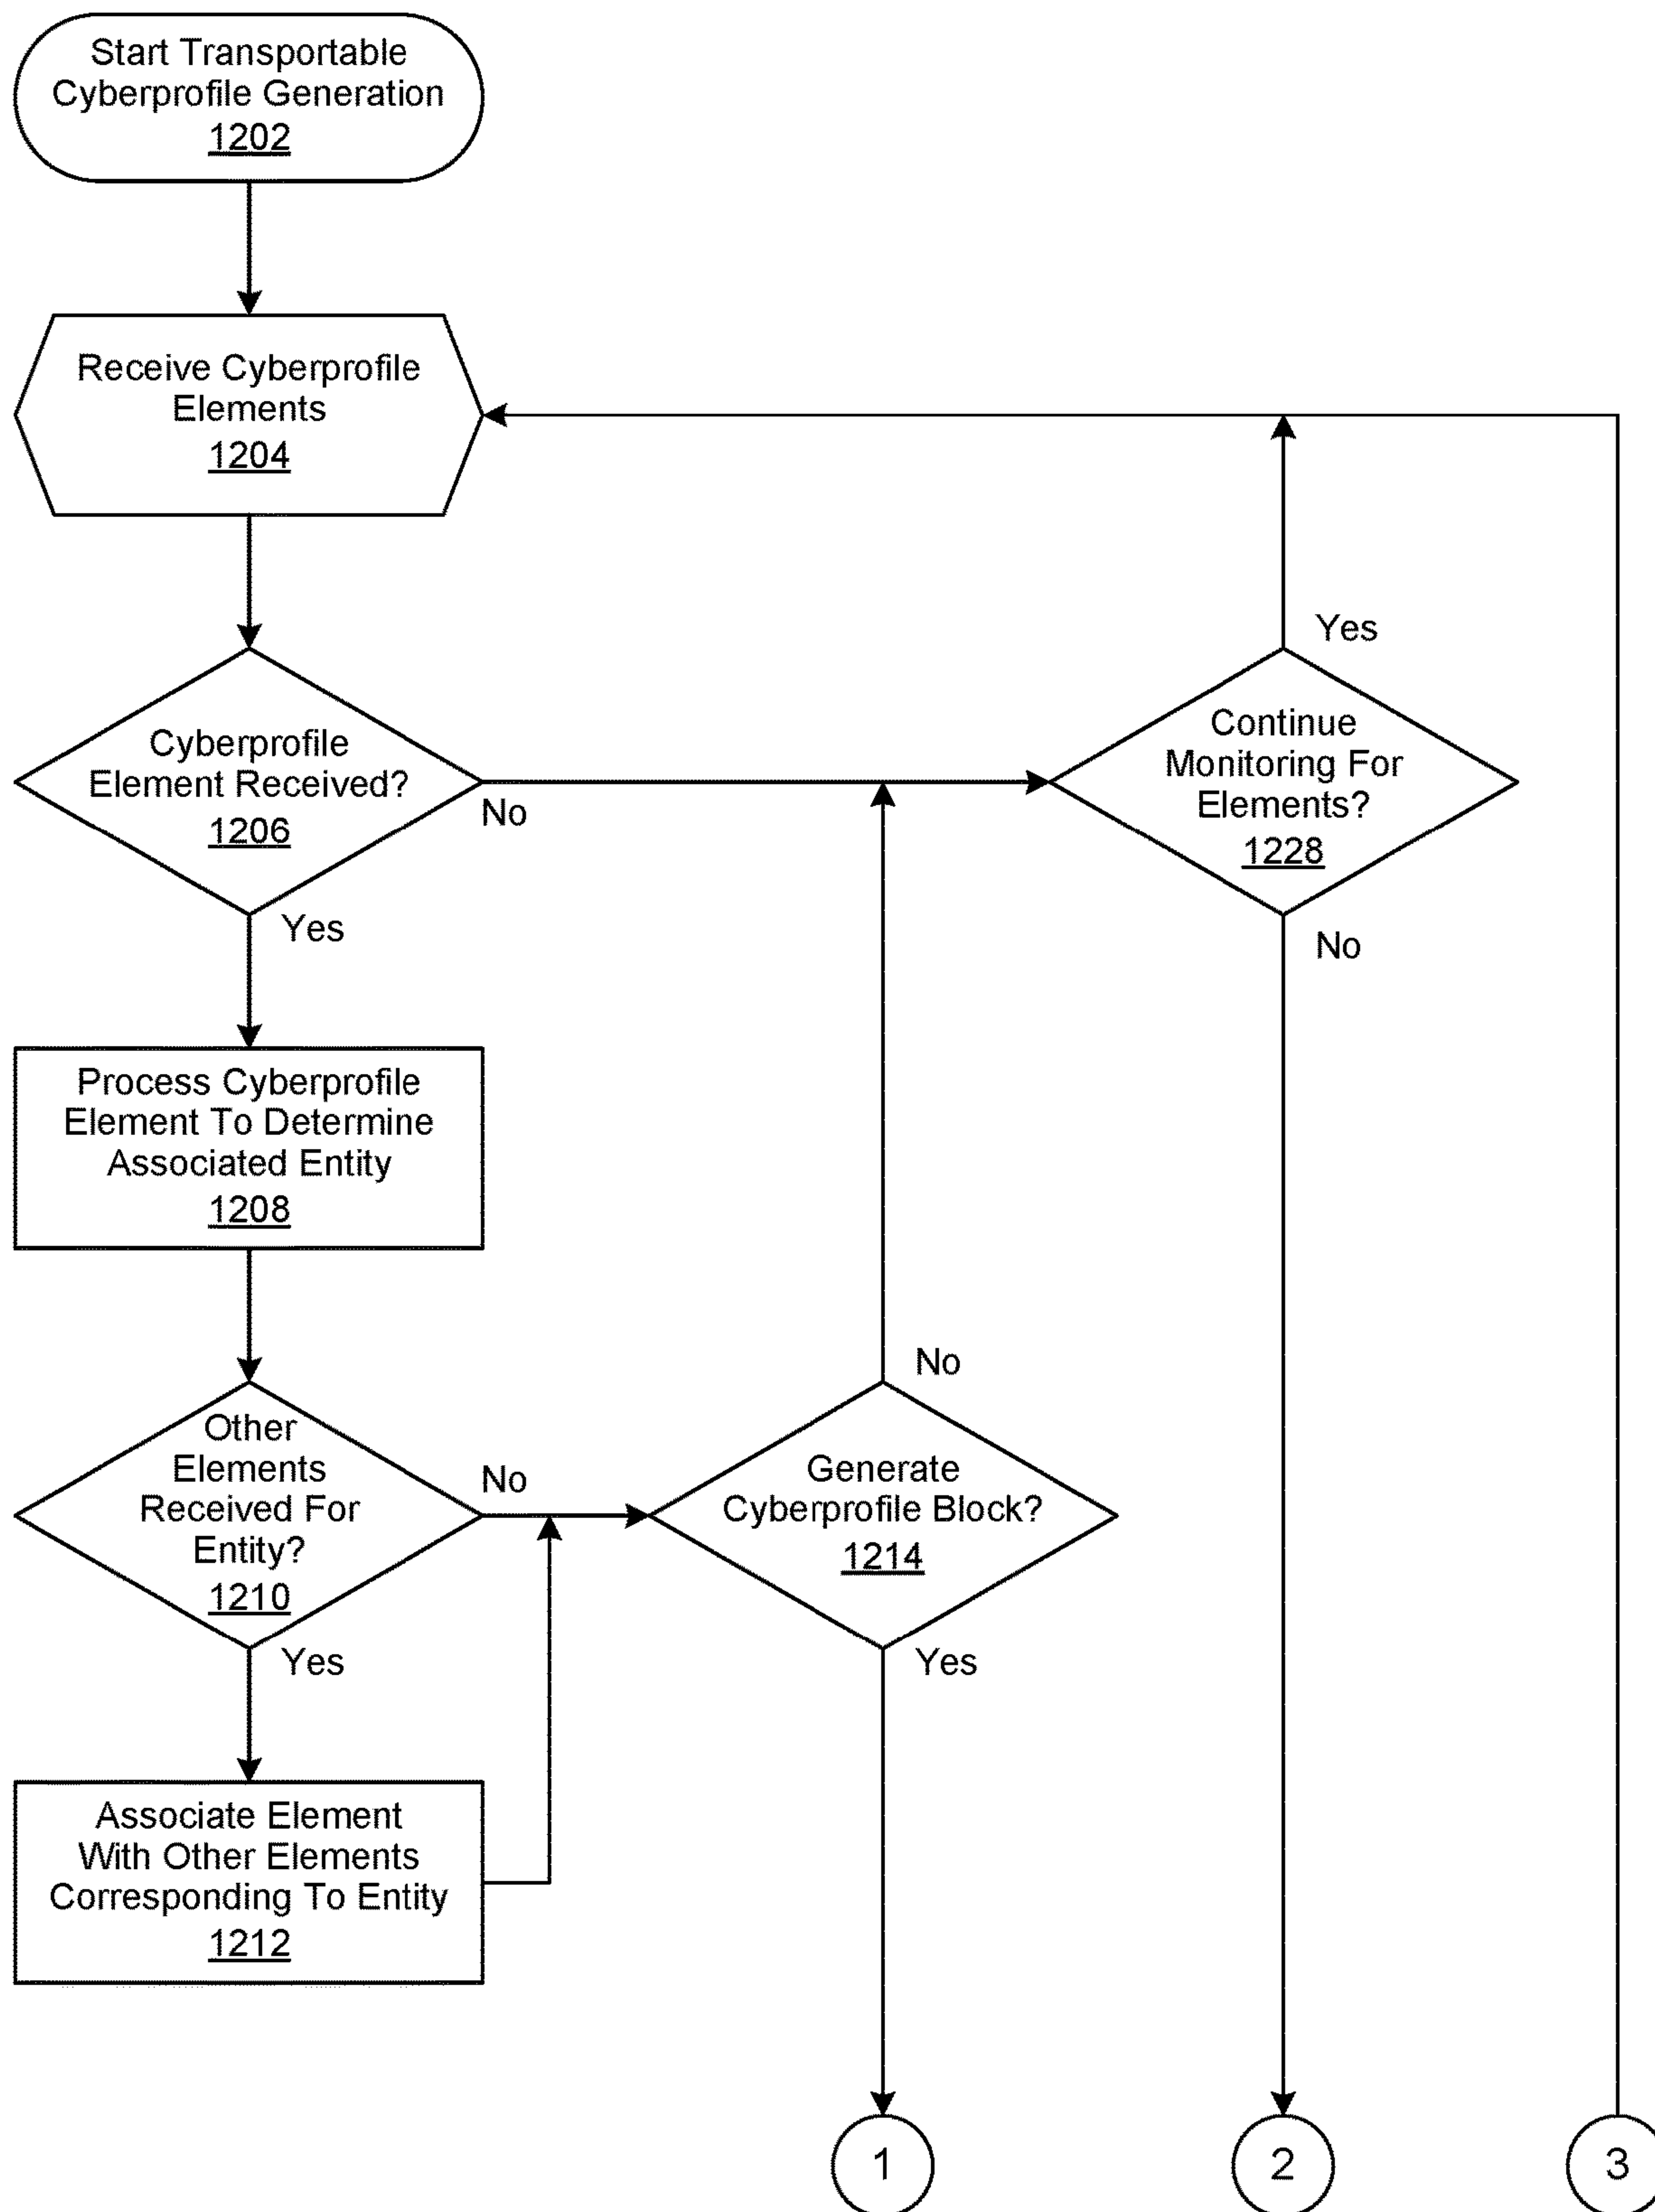 Start Transportable
Cyberprofile Generation
1202
Receive Cyberprofile
Elements
1204
Cyberprofile
Element Received?
1206
No
Yes
Continue
Monitoring For
Elements?
1228
Yes
No
Process Cyberprofile
Element To Determine
Associated Entity
1208
Other
Elements
Received For
Entity?
1210
No
Yes
Generate
Cyberprofile Block?
1214
No
Yes
Associate Element
With Other Elements
Corresponding To Entity
1212
1
2
3